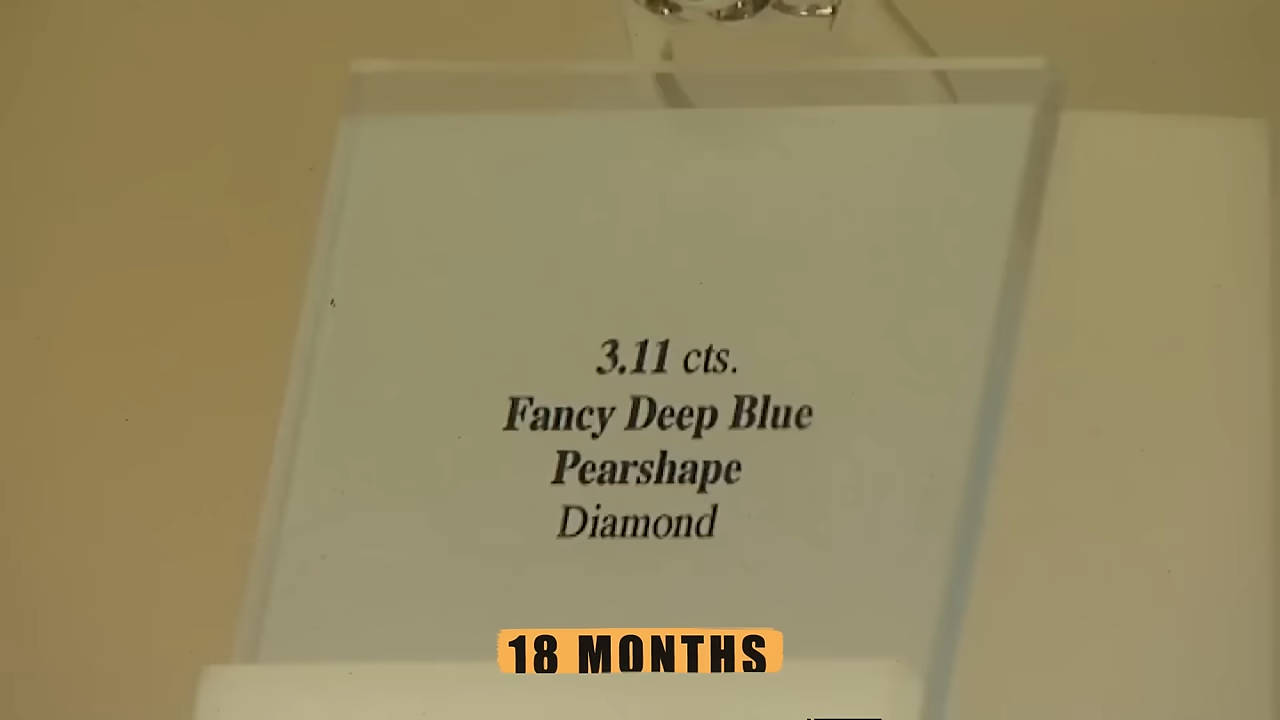 3.11 cts.
Fancy Deep Blue
Pearshape
Diamond
18 MONTHS